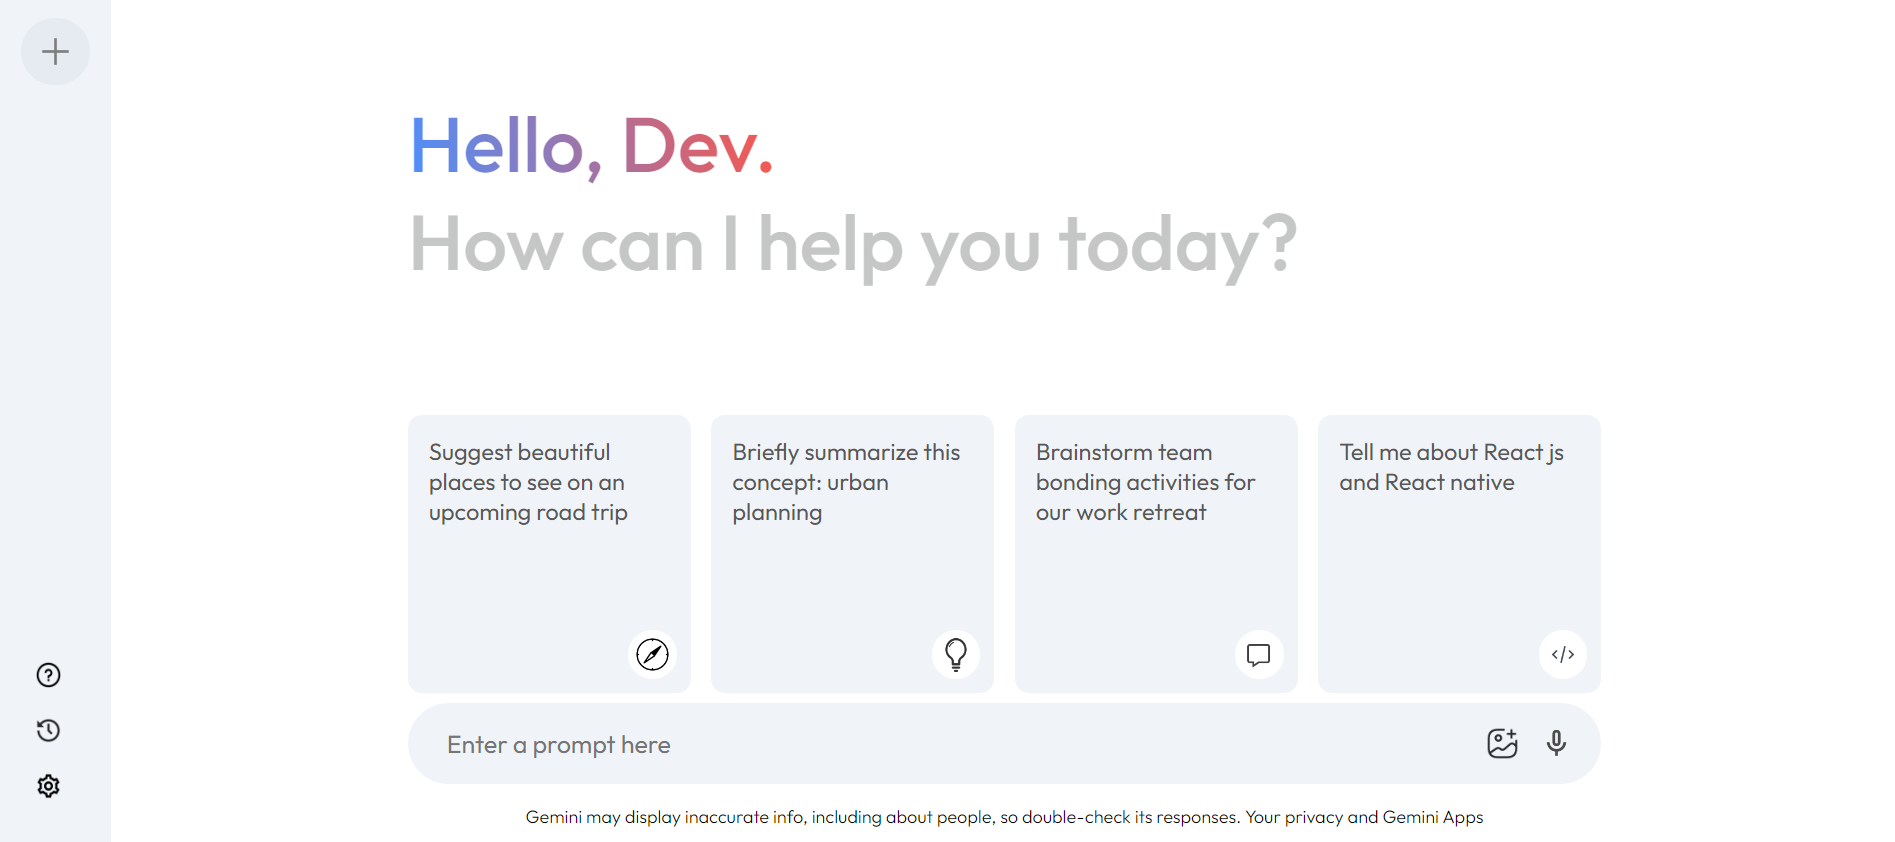 Hello, Dev.
How can I help you today?
Suggest beautiful
places to see on an
upcoming road trip
Briefly summarize this
concept: urban
planning
Brainstorm team
bonding activities for
our work retreat
Tell me about React js
and React native
Enter a prompt here
Gemini may display inaccurate info, including about people, so double-check its responses. Your privacy and Gemini Apps